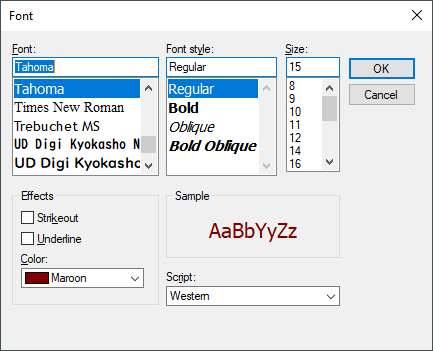 Font
Font:
Tahoma
Tahoma
Times New Roman
Trebuchet MS
UD Digi Kyokasho N
UD Digi Kyokasho
Font style:
Regular
Regular
Bold
Oblique
Bold Oblique
Size:
15
8
9
10
11
12
14
16
OK
Cancel
Effects
Strikeout
Underline
Color:
Maroon
Sample
AaBbYyZz
Script:
Western